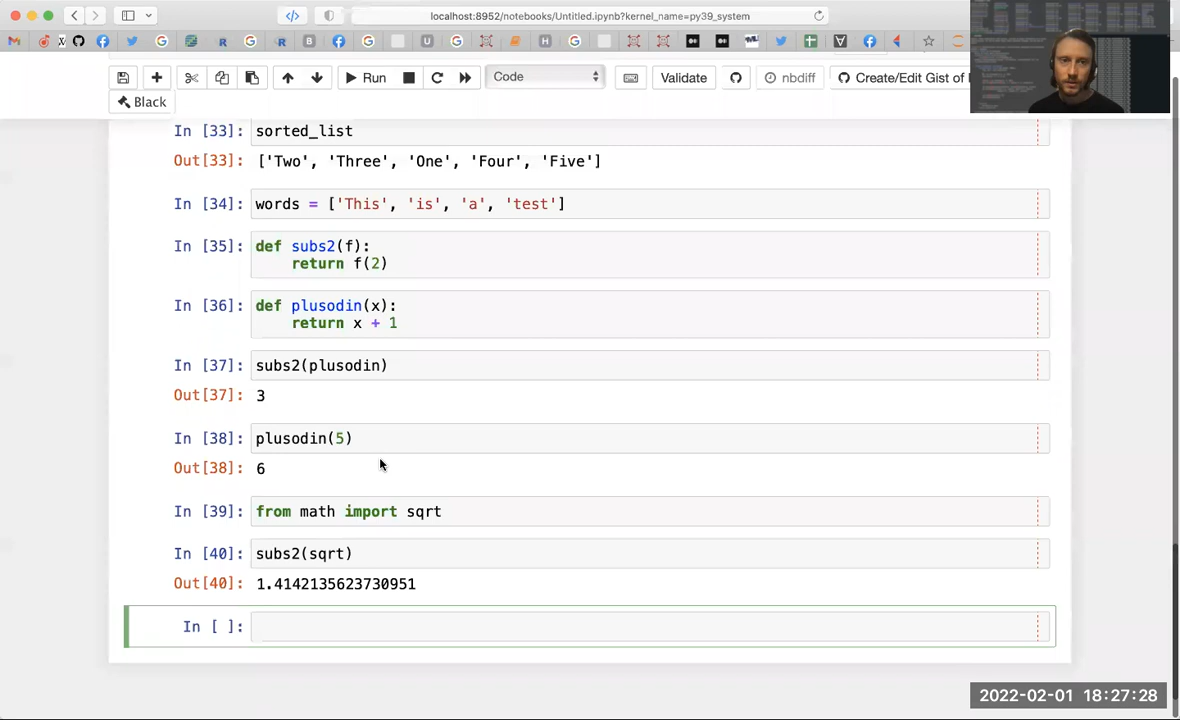 localhost:8952/notebooks/Untitled.ipynb?kernel_name=py39_system
Run
Code
Validate
nbdiff
Create/Edit Gist of
Black
In [33]: sorted_list
Out[33]: ['Two', 'Three', 'One', 'Four', 'Five']
In [34]: words = ['This', 'is', 'a', 'test']
In [35]: def subs2(f):
return f(2)
In [36]: def plusodin(x):
return x + 1
In [37]: subs2(plusodin)
Out[37]: 3
In [38]: plusodin(5)
Out[38]: 6
In [39]: from math import sqrt
In [40]: subs2(sqrt)
Out[40]: 1.4142135623730951
In [ ]:
2022-02-01 18:27:28